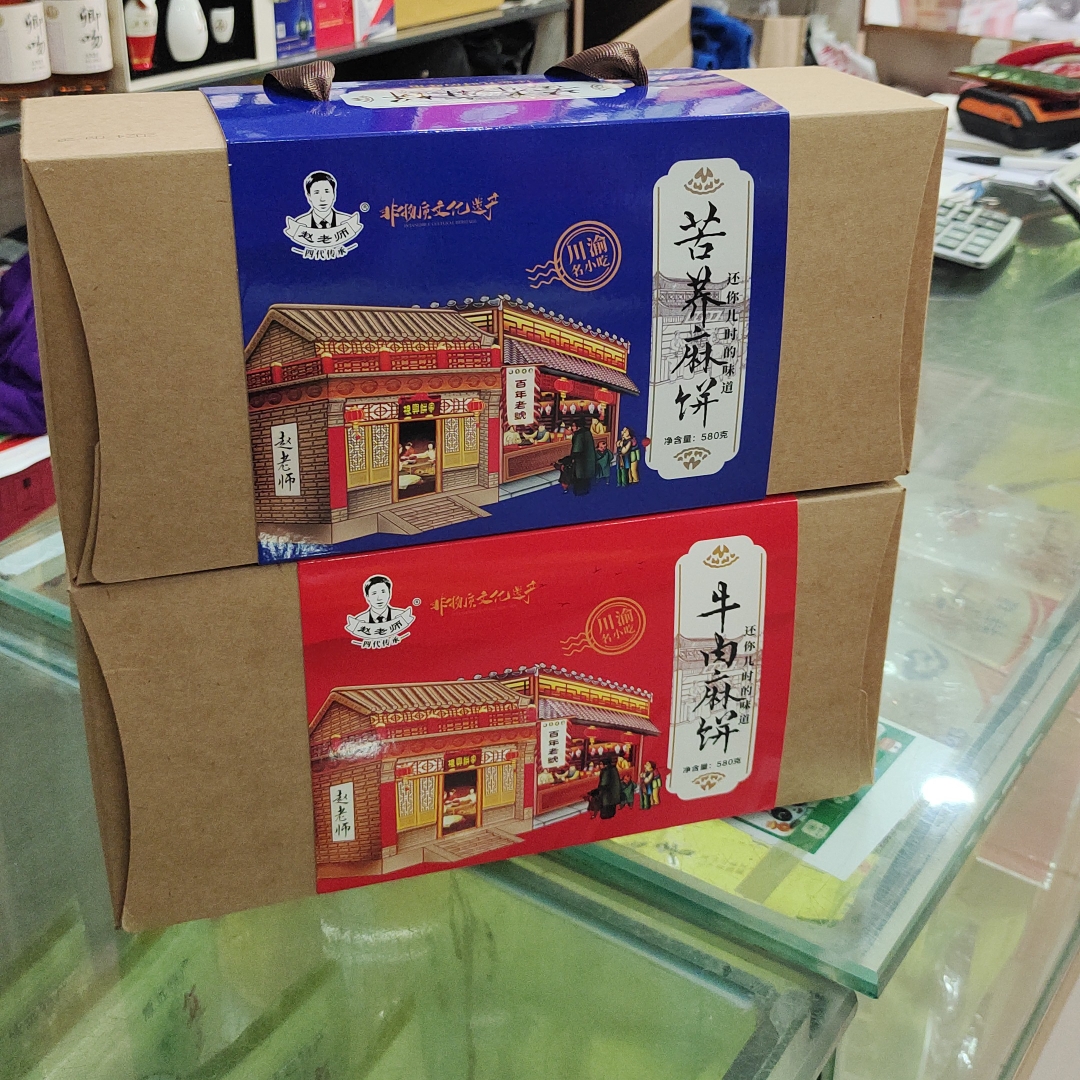 赵老师
四代传承
非物质文化遗产
川渝
名小吃
苦荞麻饼
还你儿时的味道
净含量：580克
百年老號
赵老师
赵老师
四代传承
非物质文化遗产
川渝
名小吃
牛肉麻饼
还你儿时的味道
净含量：580克
百年老號
赵老师